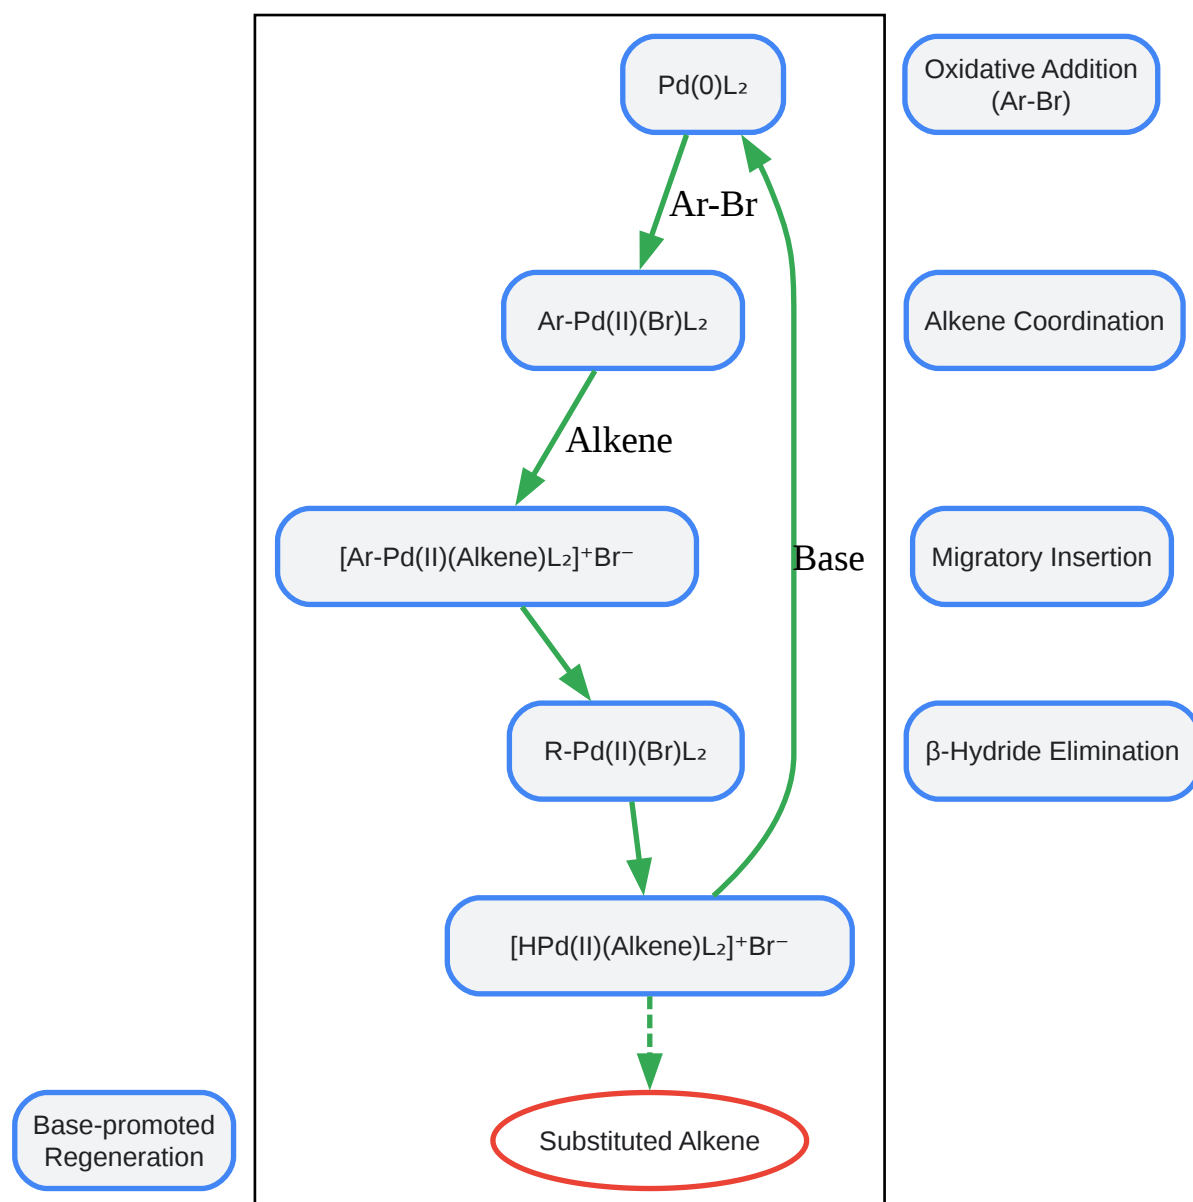 Pd(0)L₂
Oxidative Addition
(Ar-Br)
Ar-Br
Ar-Pd(II)(Br)L₂
Alkene Coordination
Alkene
[Ar-Pd(II)(Alkene)L₂]⁺Br⁻
Base
Migratory Insertion
R-Pd(II)(Br)L₂
β-Hydride Elimination
[HPd(II)(Alkene)L₂]⁺Br⁻
Base-promoted
Regeneration
Substituted Alkene